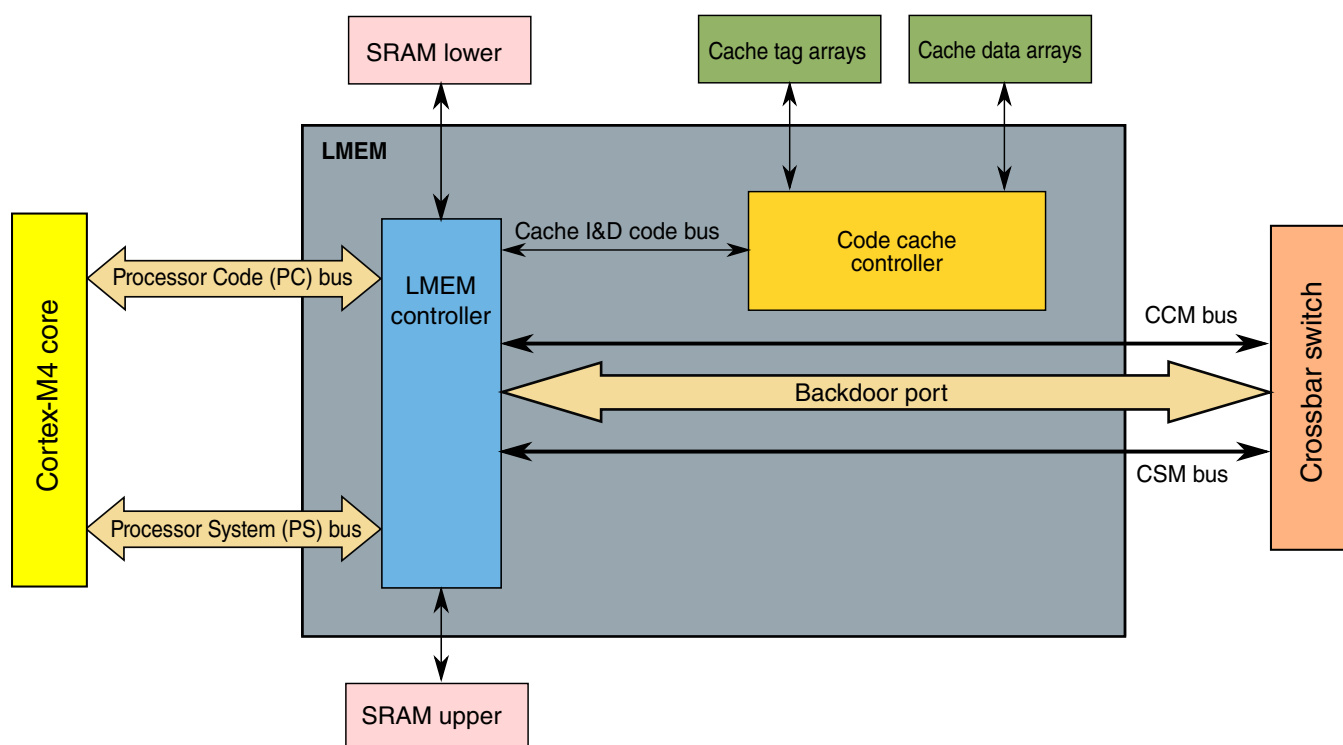 SRAM lower
Cache tag arrays
Cache data arrays
LMEM
Cache I&D code bus
Code cache
controller
Processor Code (PC) bus
LMEM
controller
CCM bus
Cortex-M4 core
Backdoor port
Crossbar switch
CSM bus
Processor System (PS) bus
SRAM upper